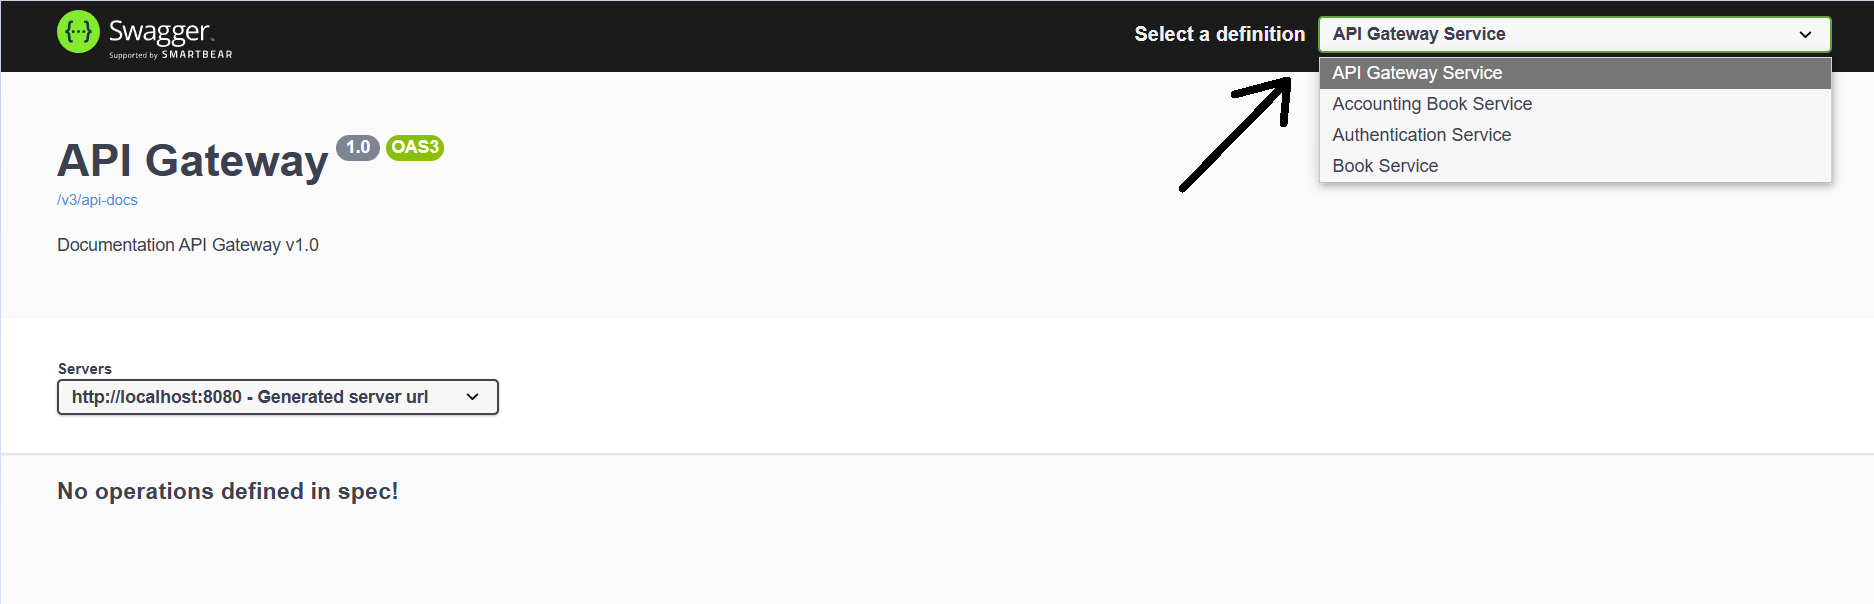 Swagger
Supported by SMARTBEAR
Select a definition
API Gateway Service
API Gateway Service
Accounting Book Service
Authentication Service
Book Service
API Gateway 1.0 OAS3
/v3/api-docs
Documentation API Gateway v1.0
Servers
http://localhost:8080 - Generated server url
No operations defined in spec!